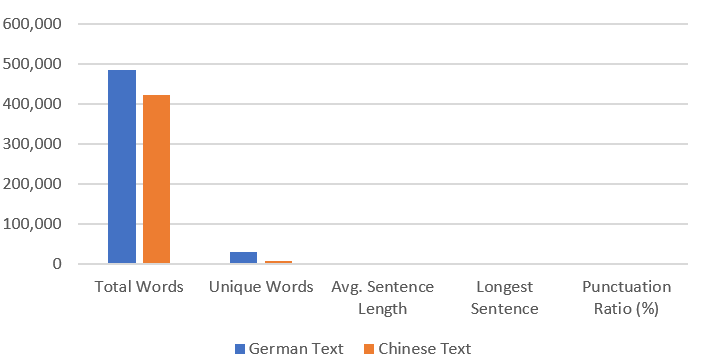 600,000
500,000
400,000
300,000
200,000
100,000
0
Total Words Unique Words Avg. Sentence Longest Punctuation
Length Sentence Ratio (%)
German Text Chinese Text